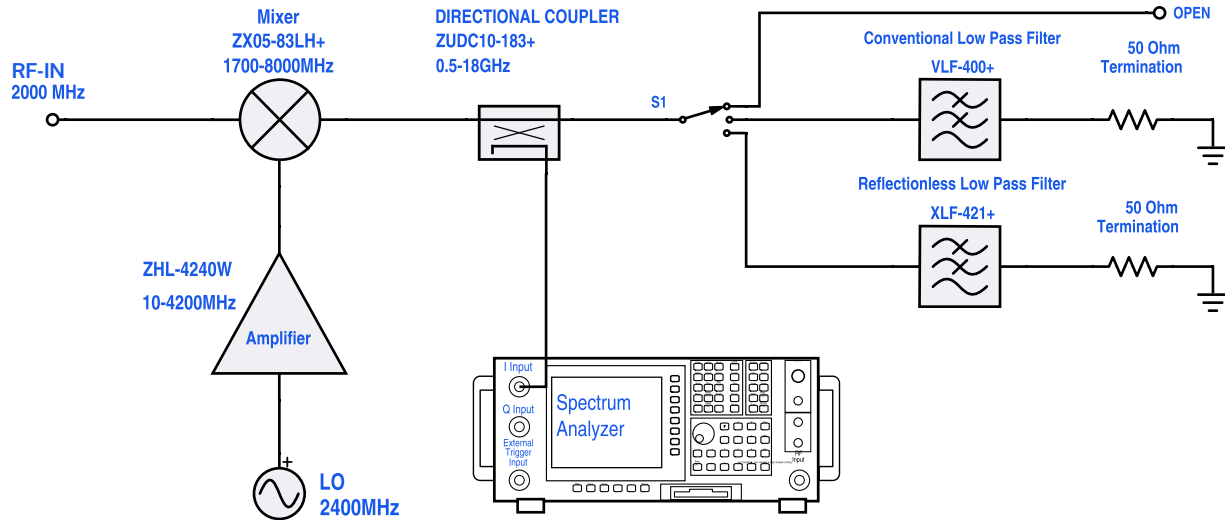 Mixer
ZX05-83LH+
1700-8000MHz
DIRECTIONAL COUPLER
ZUDC10-183+
0.5-18GHz
OPEN
Conventional Low Pass Filter
VLF-400+
50 Ohm
Termination
RF-IN
2000 MHz
S1
Reflectionless Low Pass Filter
XLF-421+
50 Ohm
Termination
ZHL-4240W
10-4200MHz
Amplifier
I Input
Q Input
External
Trigger
Input
Spectrum
Analyzer
RF
Input
+
LO
2400MHz